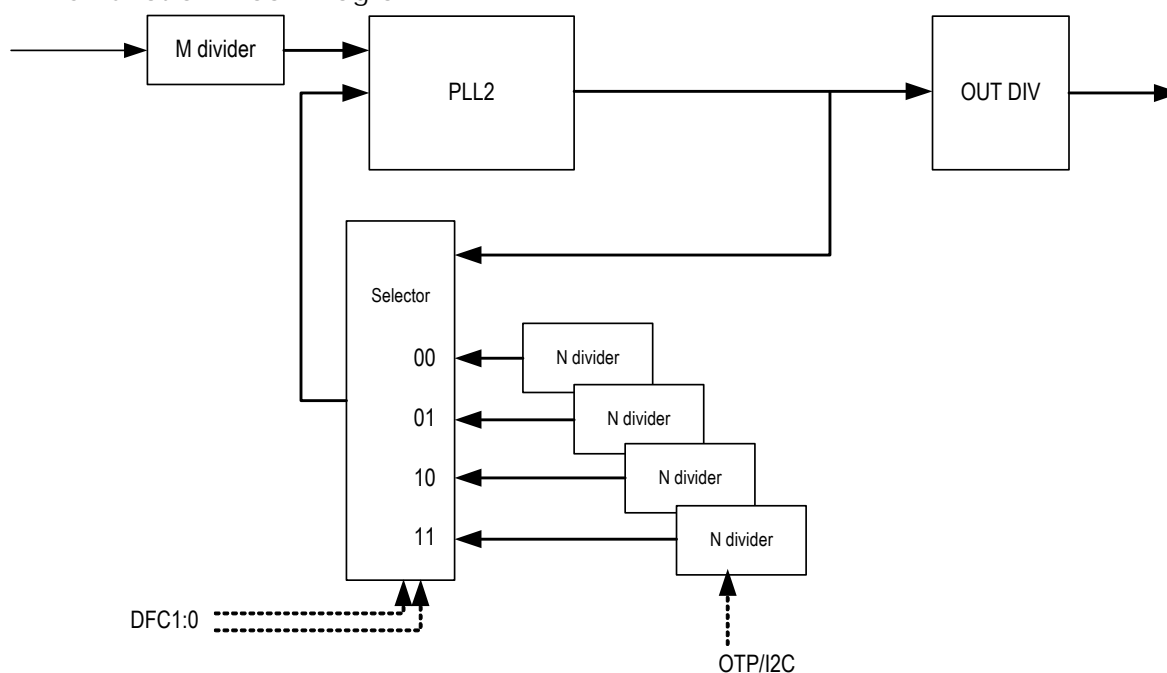 M divider
PLL2
OUT DIV
Selector
00
N divider
01
N divider
10
N divider
11
N divider
DFC1:0
OTP/I2C